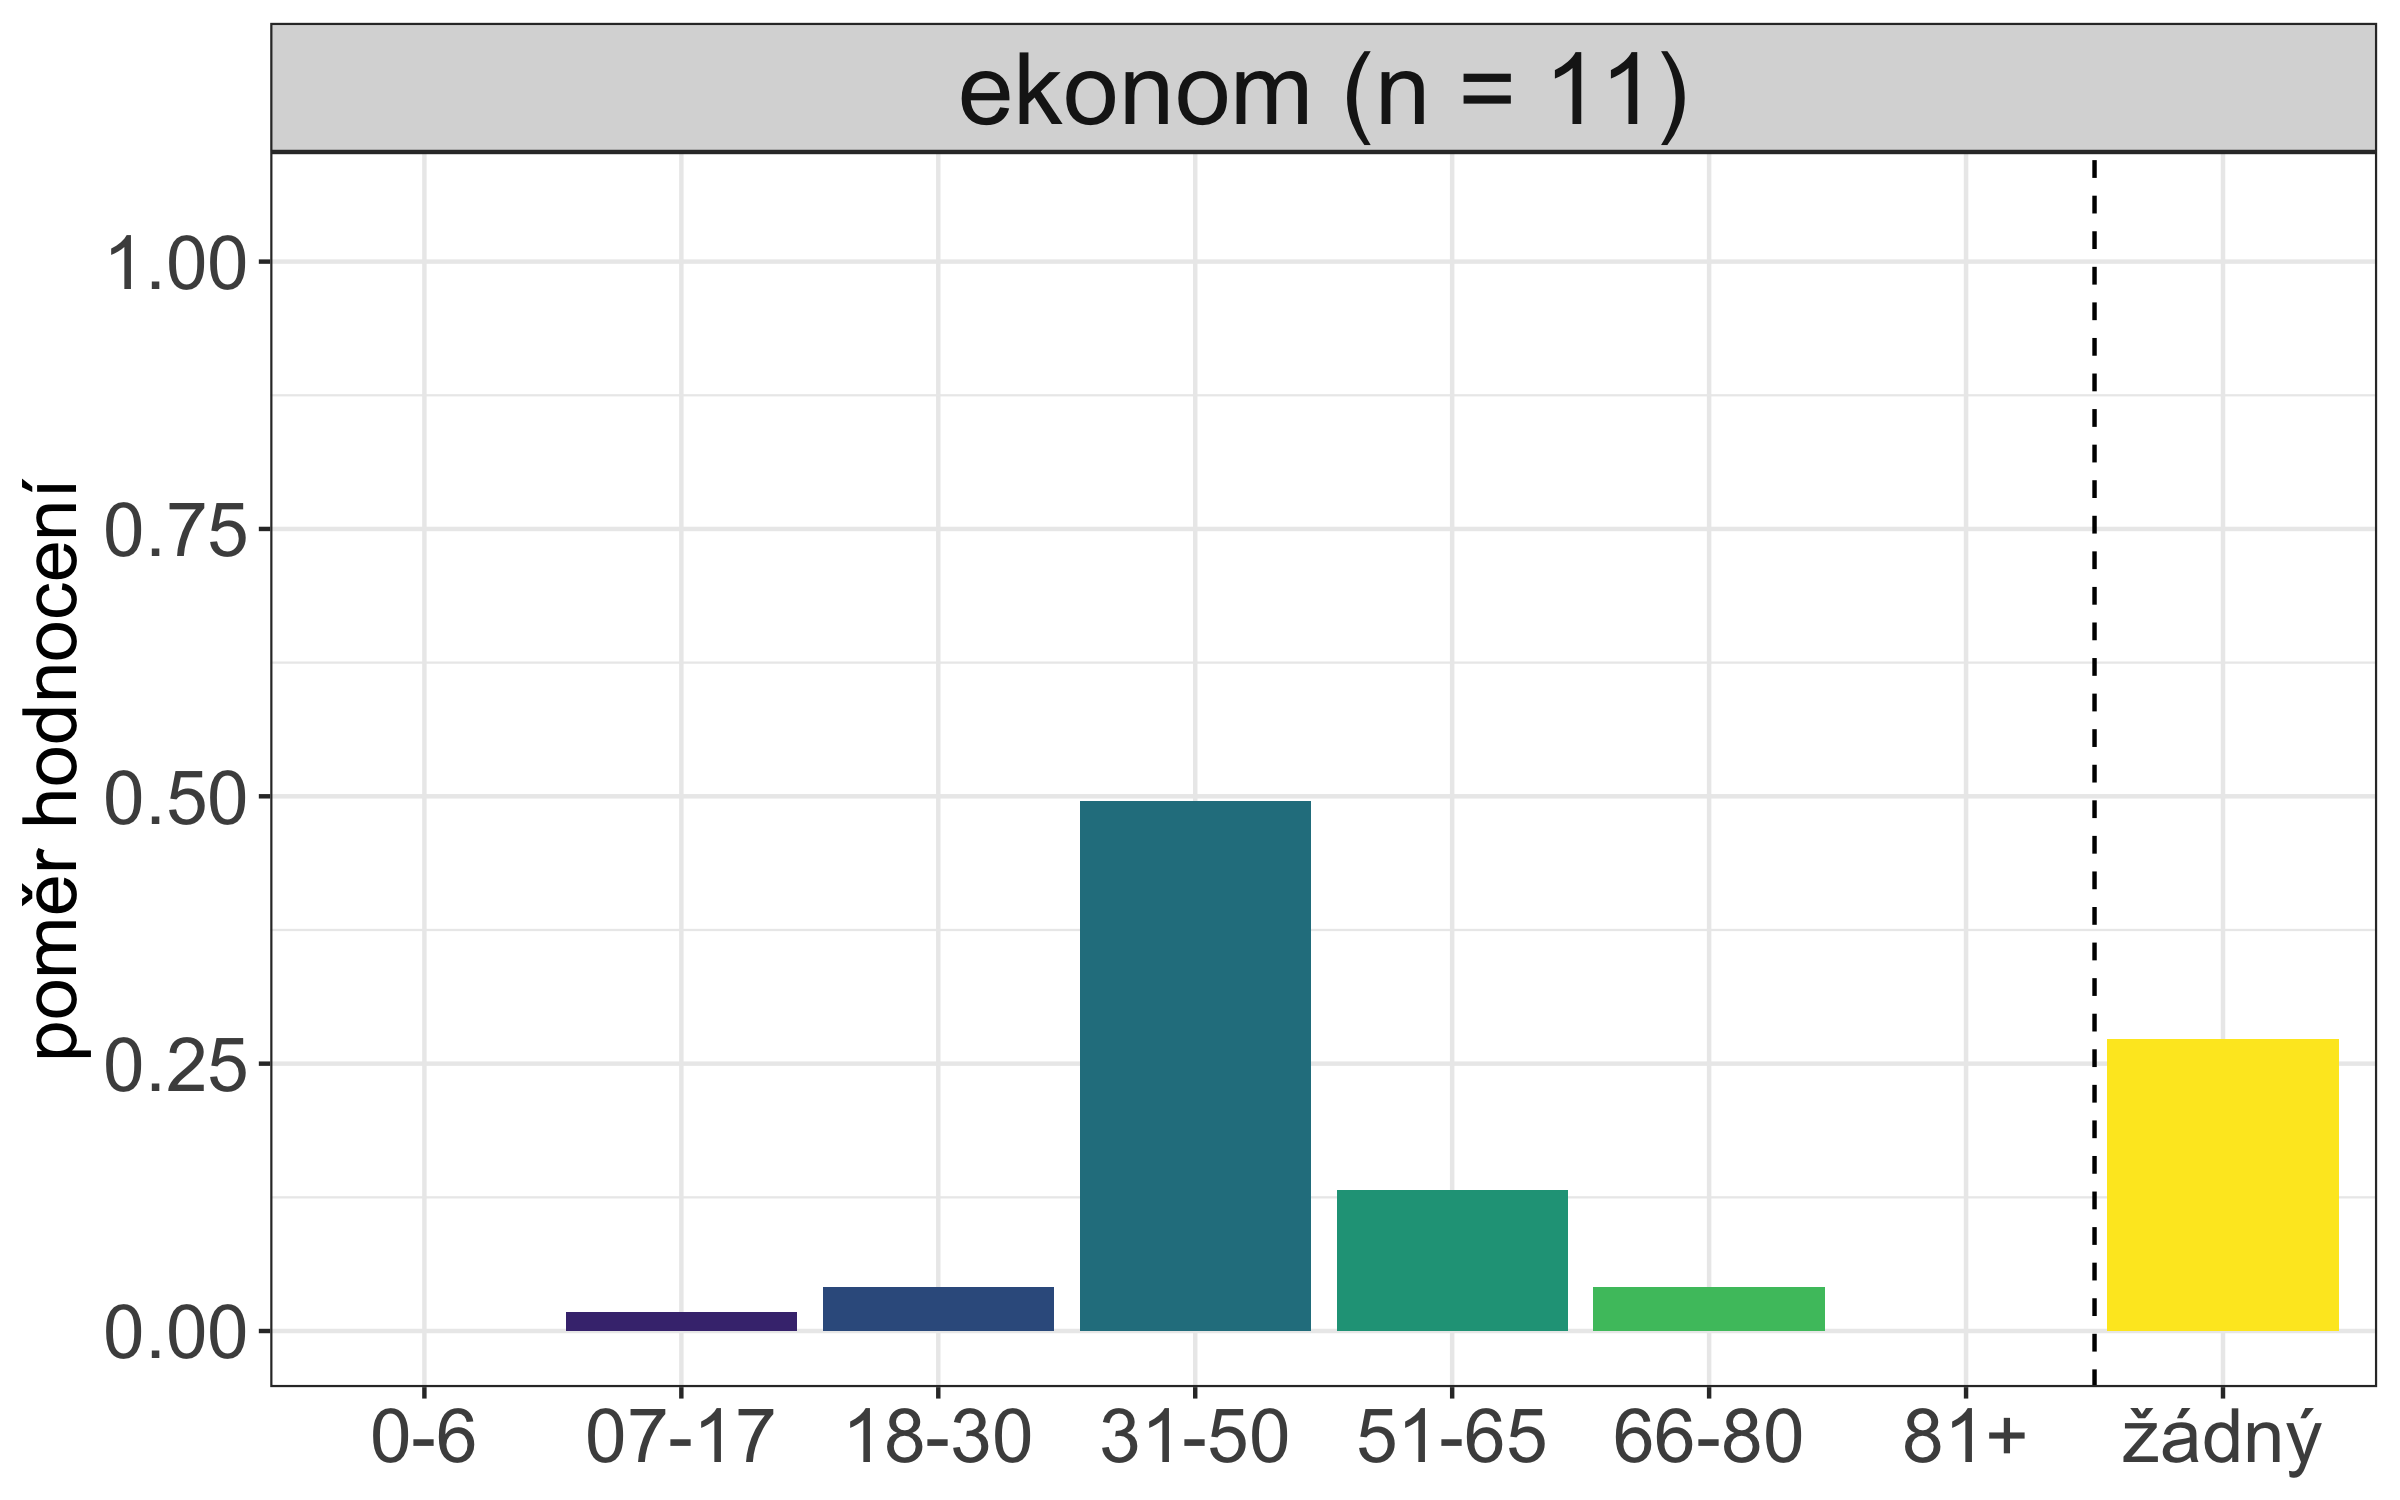 ekonom (n = 11)
poměr hodnocení
1.00
0.75
0.50
0.25
0.00
0-6 07-17 18-30 31-50 51-65 66-80 81+ žádný